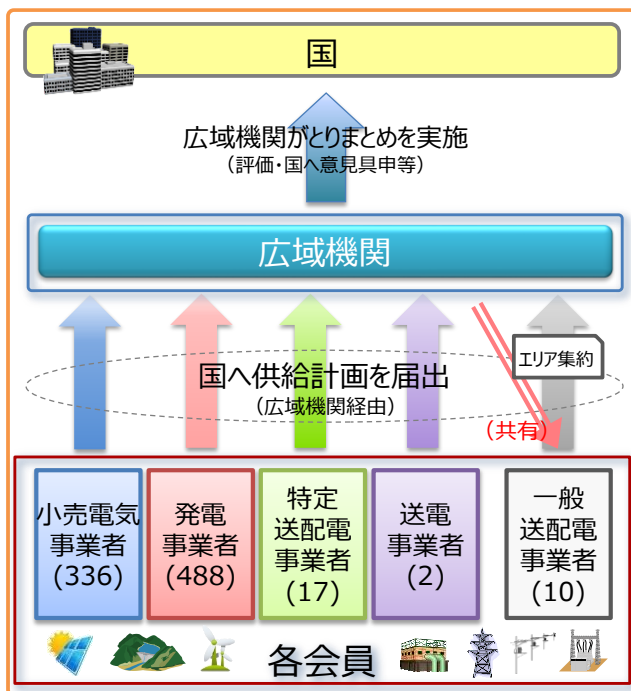 国
広域機関がとりまとめを実施
(評価・国へ意見具申等)
広域機関
エリア集約
国へ供給計画を届出
(広域機関経由)
(共有)
小売電気
事業者
(336)
発電
事業者
(488)
特定
送配電
事業者
(17)
送電
事業者
(2)
一般
送配電
事業者
(10)
各会員